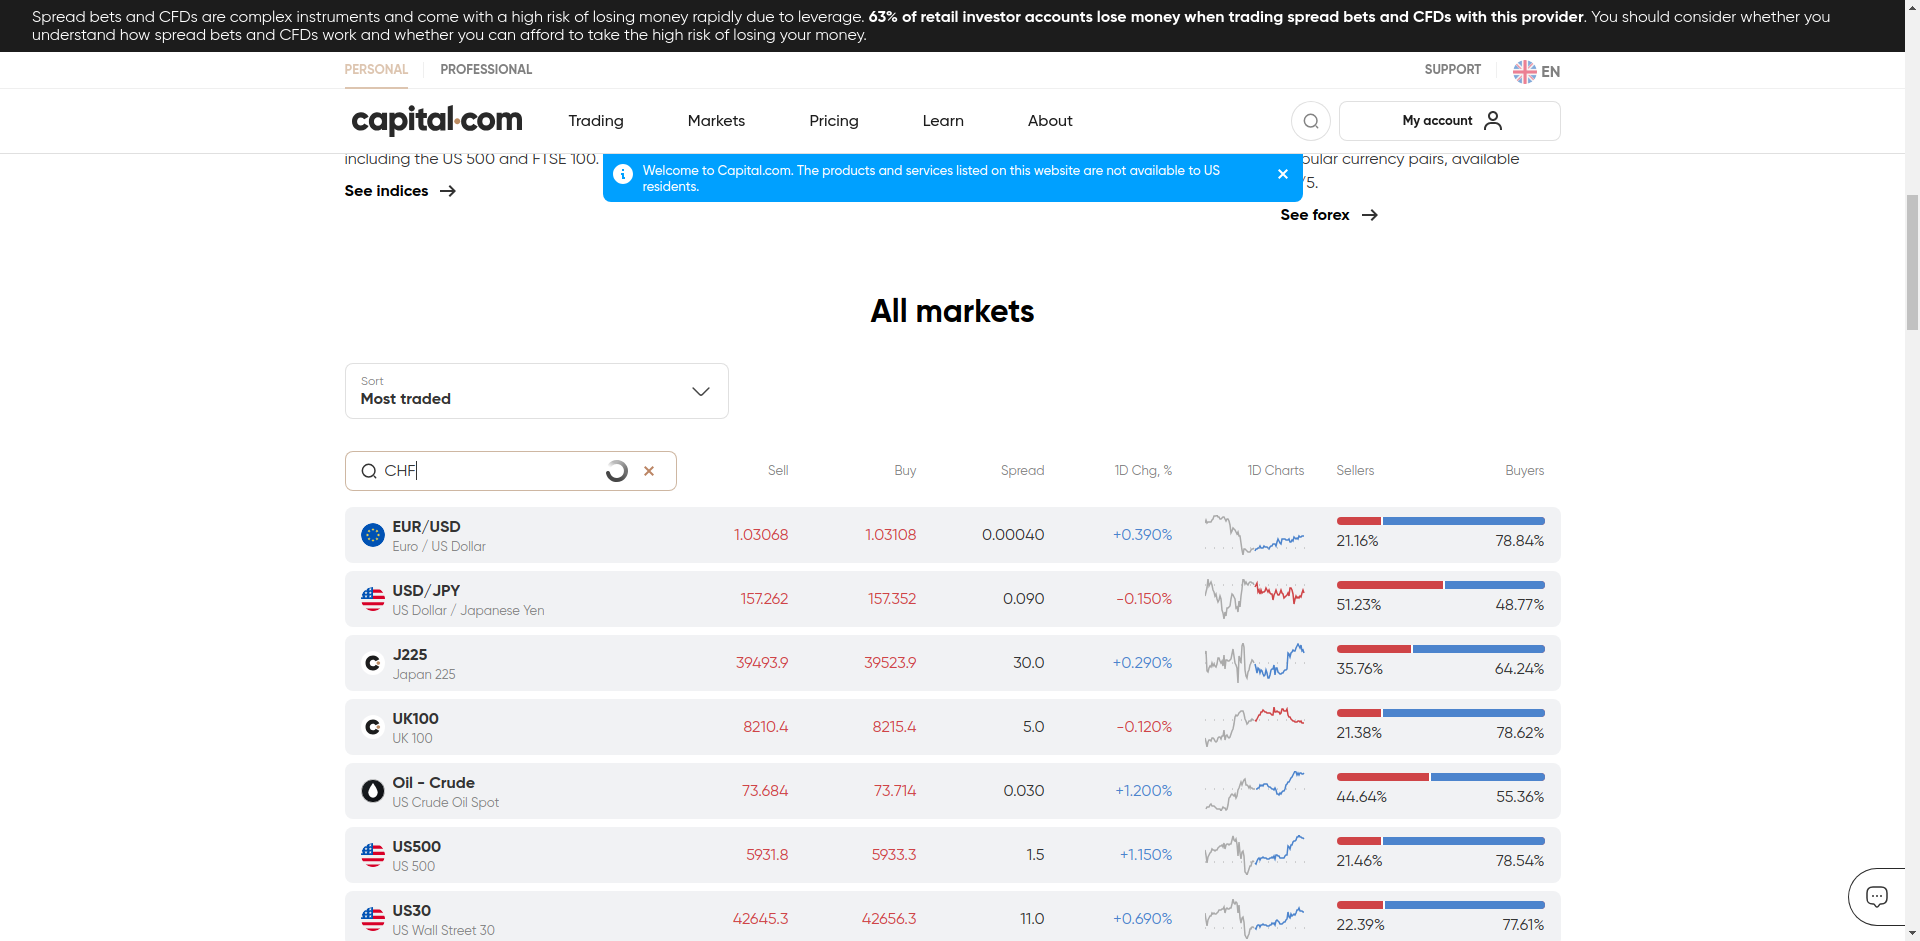 Spread bets and CFDs are complex instruments and come with a high risk of losing money rapidly due to leverage. 63% of retail investor accounts lose money when trading spread bets and CFDs with this provider. You should consider whether you
understand how spread bets and CFDs work and whether you can afford to take the high risk of losing your money.
PERSONAL PROFESSIONAL SUPPORT EN
capital.com Trading Markets Pricing Learn About My account
including the US 500 and FTSE 100. pular currency pairs, available
Welcome to Capital.com. The products and services listed on this website are not available to US
residents.
/5.
See indices
See forex
All markets
Sort
Most traded
CHF Sell Buy Spread 1D Chg, % 1D Charts Sellers Buyers
EUR/USD
Euro / US Dollar
1.03068 1.03108 0.00040 +0.390% 21.16% 78.84%
USD/JPY
US Dollar / Japanese Yen
157.262 157.352 0.090 -0.150% 51.23% 48.77%
J225
Japan 225
39493.9 39523.9 30.0 +0.290% 35.76% 64.24%
UK100
UK 100
8210.4 8215.4 5.0 -0.120% 21.38% 78.62%
Oil - Crude
US Crude Oil Spot
73.684 73.714 0.030 +1.200% 44.64% 55.36%
US500
US 500
5931.8 5933.3 1.5 +1.150% 21.46% 78.54%
US30
US Wall Street 30
42645.3 42656.3 11.0 +0.690% 22.39% 77.61%